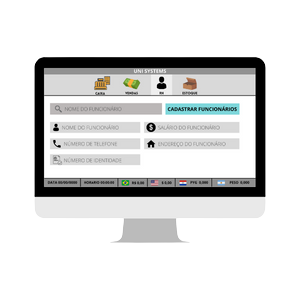 UNI SYSTEMS
CAIXA VENDAS RH ESTOQUE
NOME DO FUNCIONÁRIO CADASTRAR FUNCIONÁRIOS
NOME DO FUNCIONÁRIO SALÁRIO DO FUNCIONÁRIO
NÚMERO DE TELEFONE ENDEREÇO DO FUNCIONÁRIO
NÚMERO DE IDENTIDADE
DATA:00/00/0000 HORARIO:00:00:00 R$ 0,00 $ 0,00 PYG 0,000 PESO 0,000